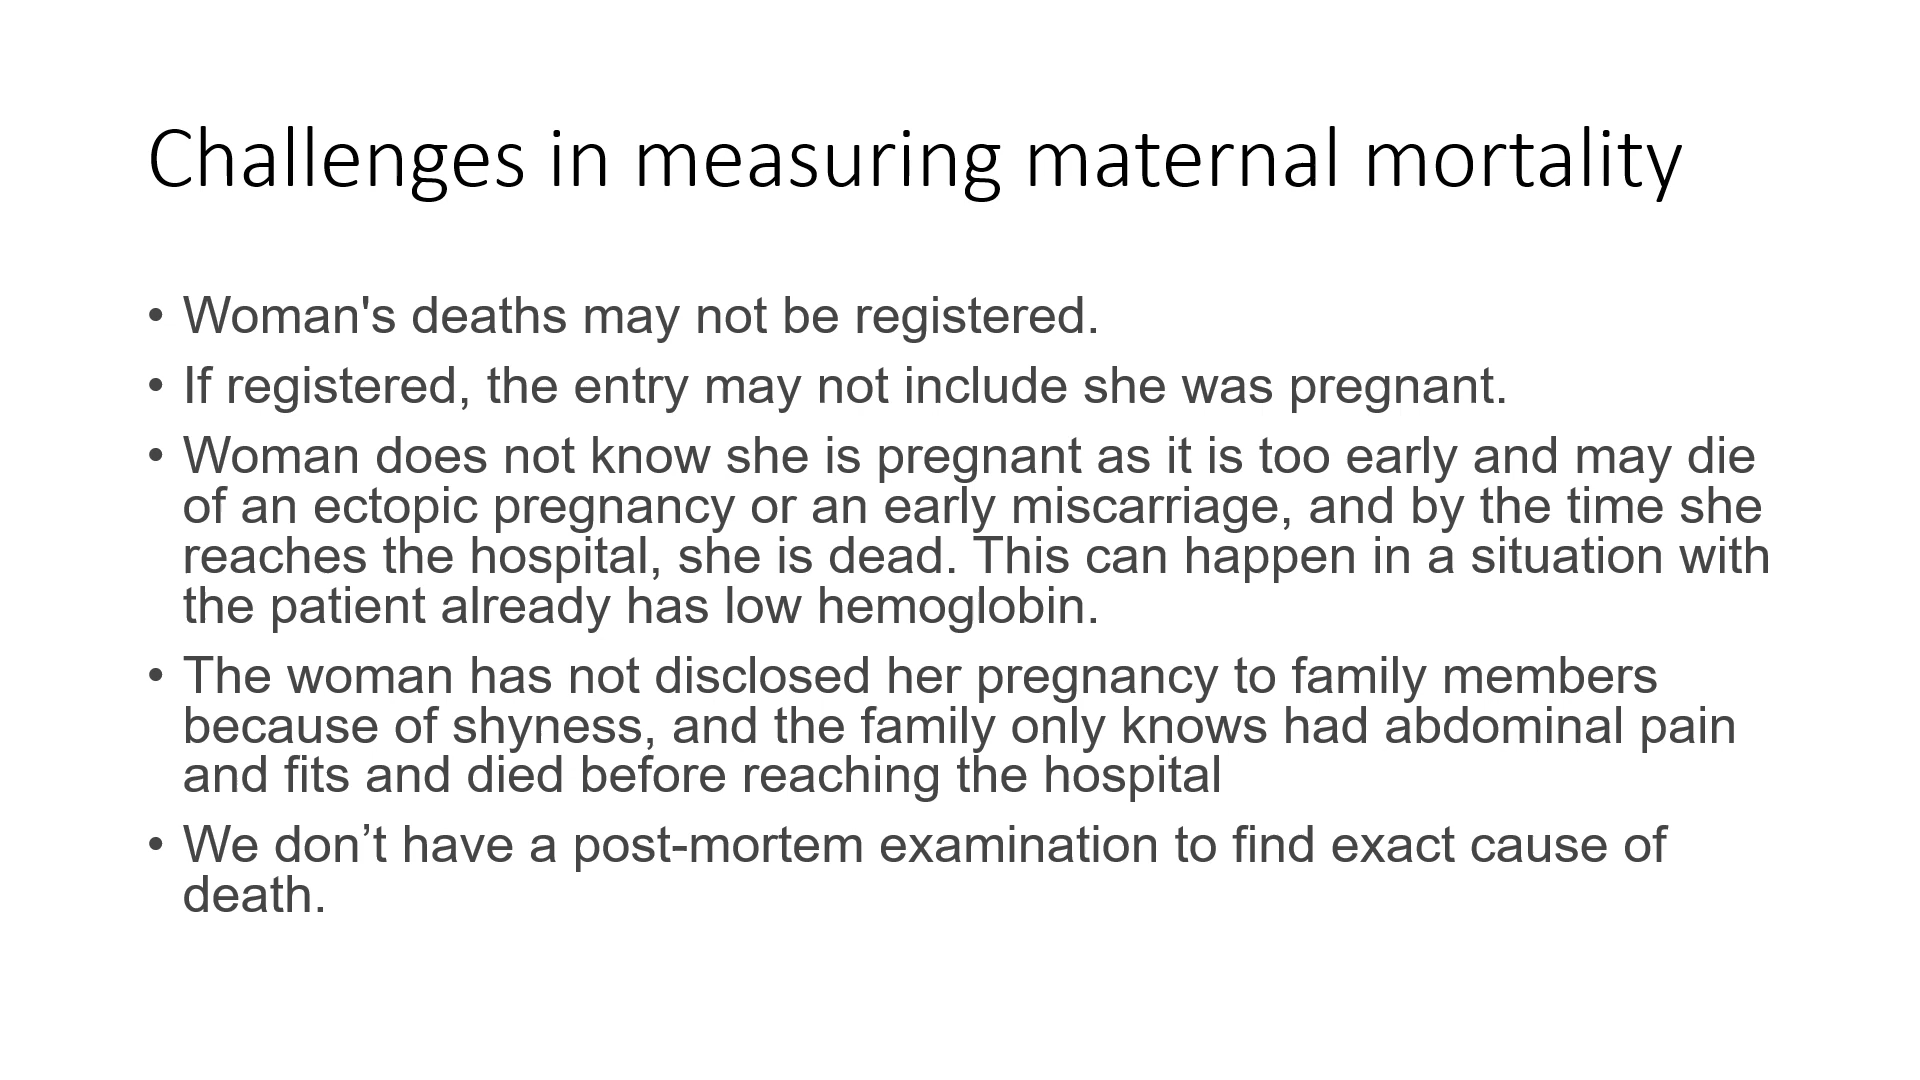 Challenges in measuring maternal mortality
• Woman's deaths may not be registered.
• If registered, the entry may not include she was pregnant.
• Woman does not know she is pregnant as it is too early and may die
of an ectopic pregnancy or an early miscarriage, and by the time she
reaches the hospital, she is dead. This can happen in a situation with
the patient already has low hemoglobin.
• The woman has not disclosed her pregnancy to family members
because of shyness, and the family only knows had abdominal pain
and fits and died before reaching the hospital
• We don’t have a post-mortem examination to find exact cause of
death.